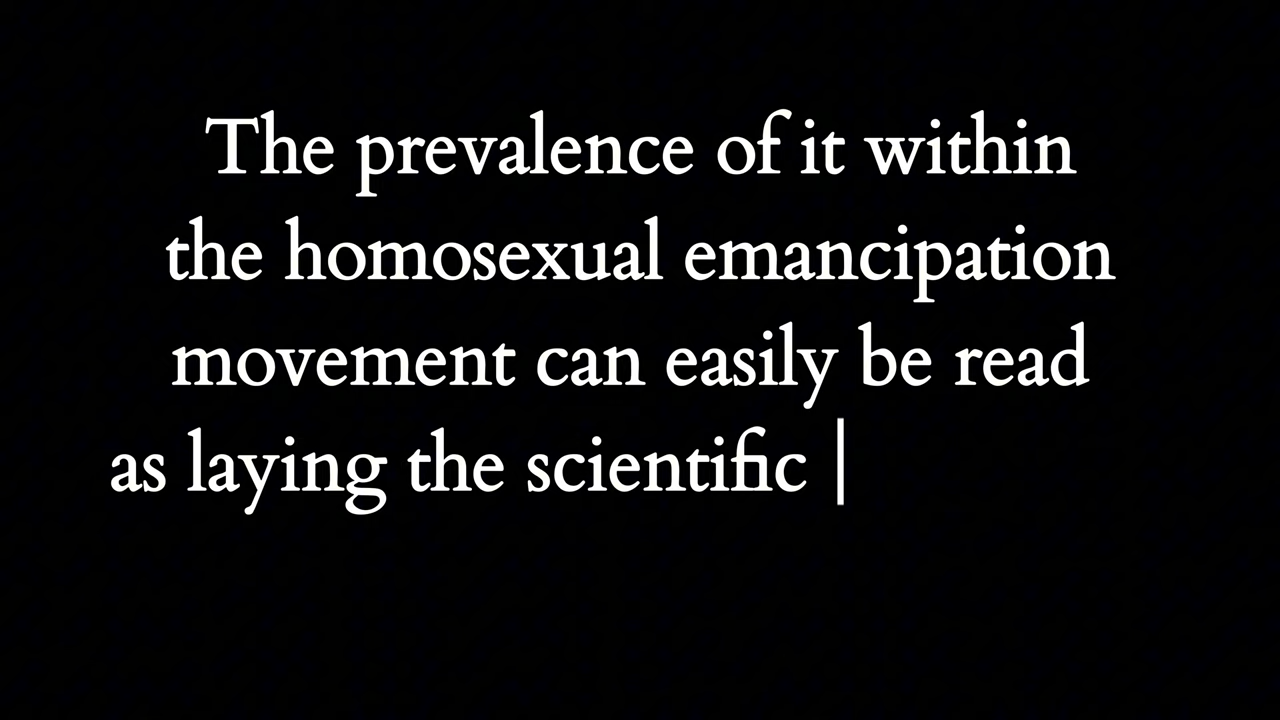 The prevalence of it within
the homosexual emancipation
movement can easily be read
as laying the scientific |